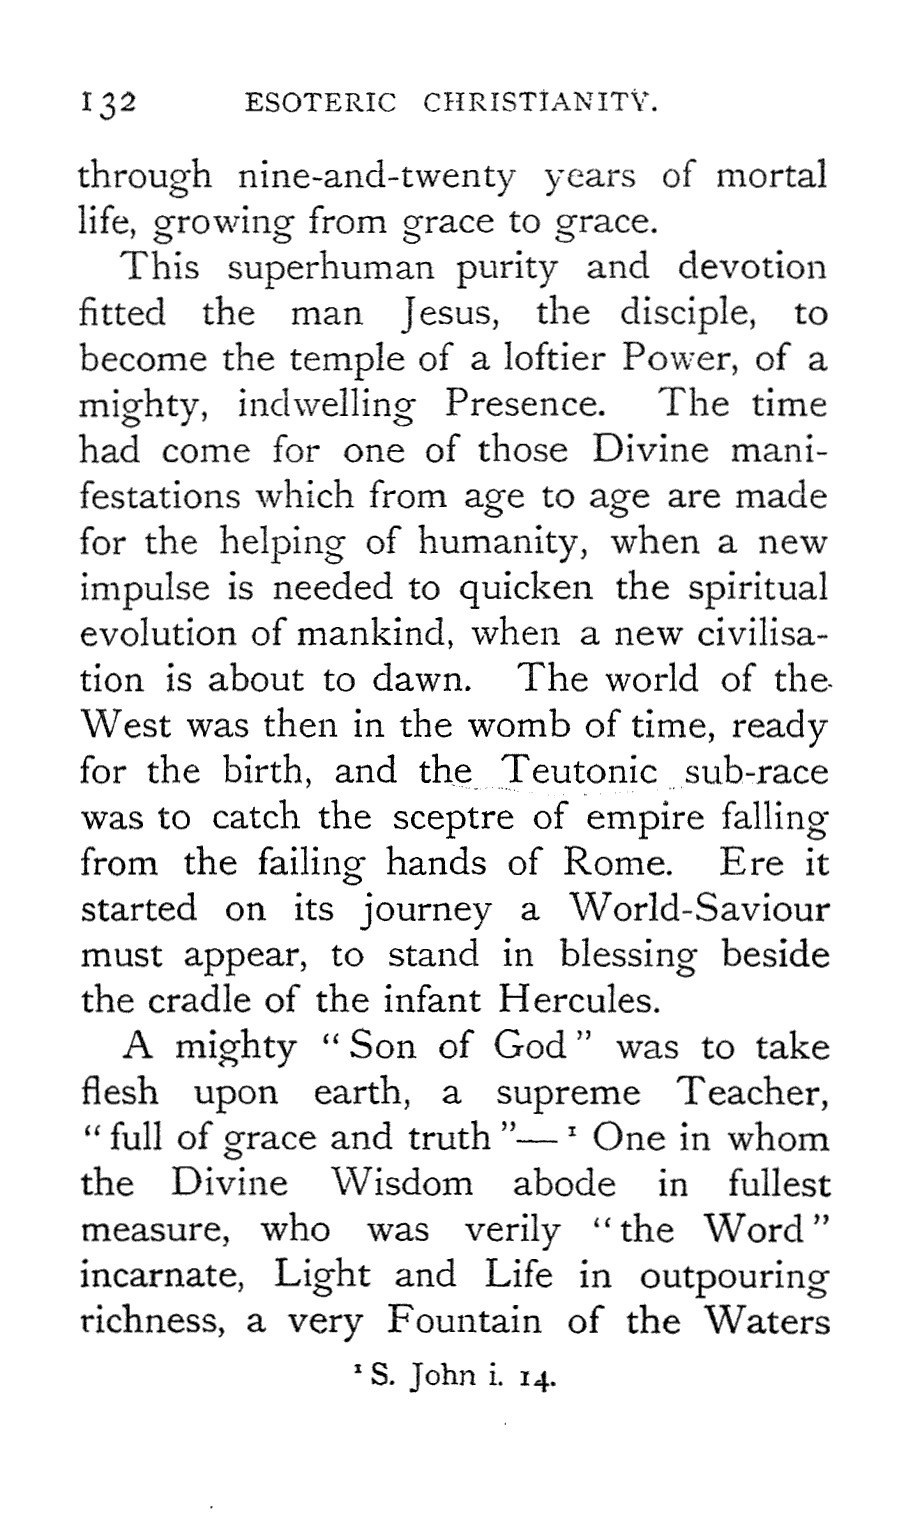 132 ESOTERIC CHRISTIANITY.
through nine-and-twenty years of mortal
life, growing from grace to grace.
This superhuman purity and devotion
fitted the man Jesus, the disciple, to
become the temple of a loftier Power, of a
mighty, indwelling Presence. The time
had come for one of those Divine mani-
festations which from age to age are made
for the helping of humanity, when a new
impulse is needed to quicken the spiritual
evolution of mankind, when a new civilisa-
tion is about to dawn. The world of the
West was then in the womb of time, ready
for the birth, and the Teutonic sub-race
was to catch the sceptre of empire falling
from the failing hands of Rome. Ere it
started on its journey a World-Saviour
must appear, to stand in blessing beside
the cradle of the infant Hercules.
A mighty “Son of God” was to take
flesh upon earth, a supreme Teacher,
“full of grace and truth”—¹ One in whom
the Divine Wisdom abode in fullest
measure, who was verily “the Word”
incarnate, Light and Life in outpouring
richness, a very Fountain of the Waters
¹ S. John i. 14.